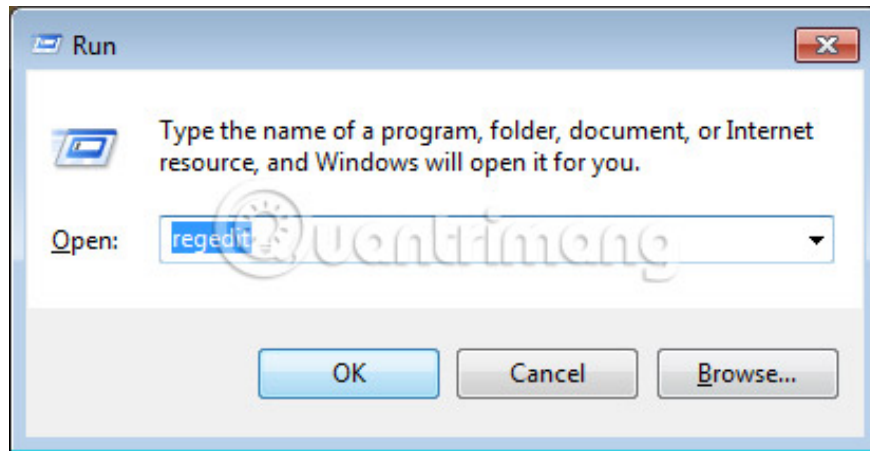 Run
Type the name of a program, folder, document, or Internet
resource, and Windows will open it for you.
Open: regedit
Quantrimang
OK Cancel Browse...